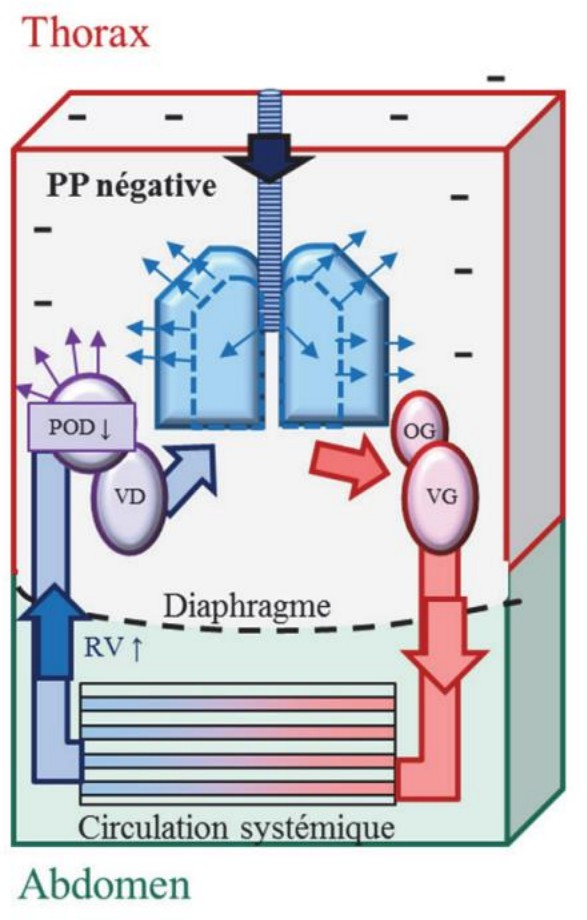 Thorax
PP négative
POD ↓
OG
VD
VG
Diaphragme
RV ↑
Circulation systémique
Abdomen